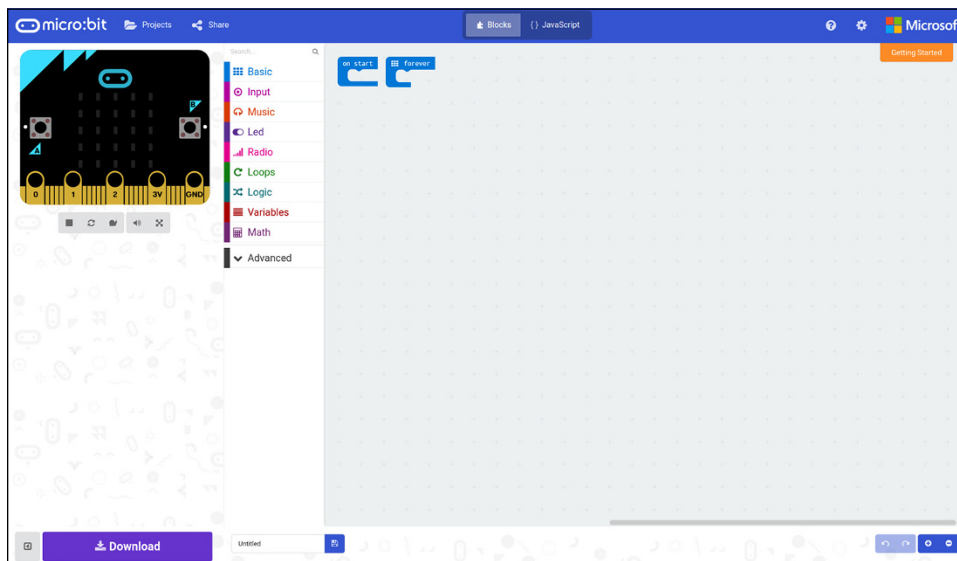 micro:bit Projects Share Blocks {} JavaScript ? Microsof
Getting Started
Search...
Basic
Input
Music
Led
Radio
Loops
Logic
Variables
Math
Advanced
on start forever
B
A
0 1 2 3V GND
Download
Untitled